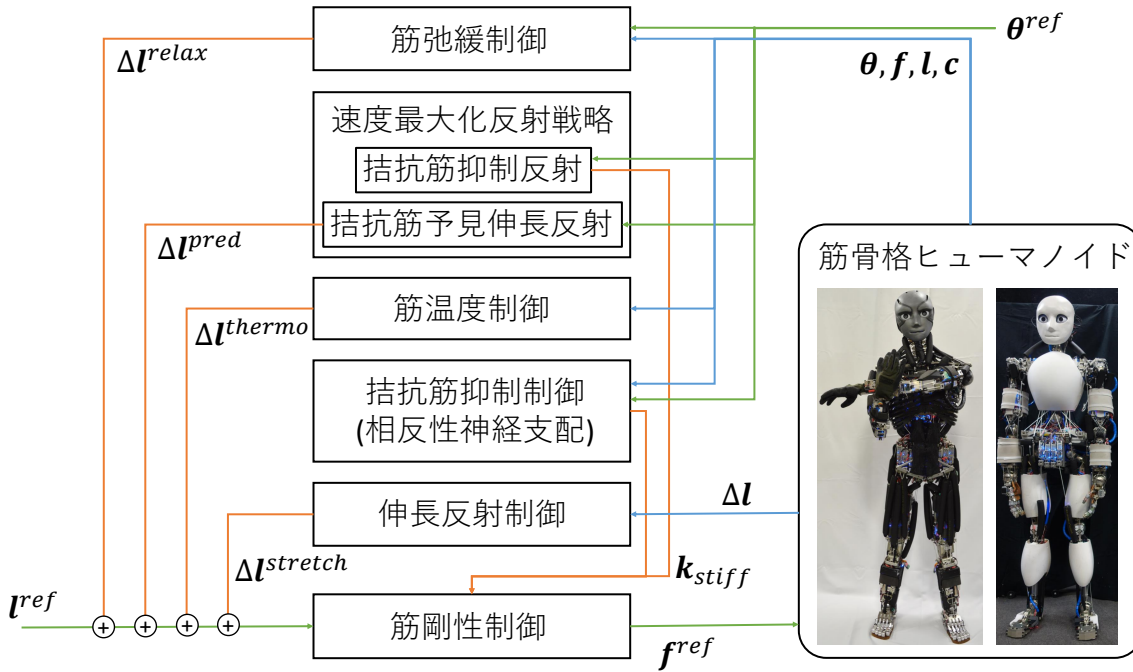 筋弛緩制御
θ^ref
Δl^relax
θ, f, l, c
速度最大化反射戦略
拮抗筋抑制反射
拮抗筋予見伸長反射
Δl^pred
筋骨格ヒューマノイド
筋温度制御
Δl^thermo
拮抗筋抑制制御
(相反性神経支配)
伸長反射制御
Δl
Δl^stretch
k_stiff
l^ref
+ + + +
筋剛性制御
f^ref